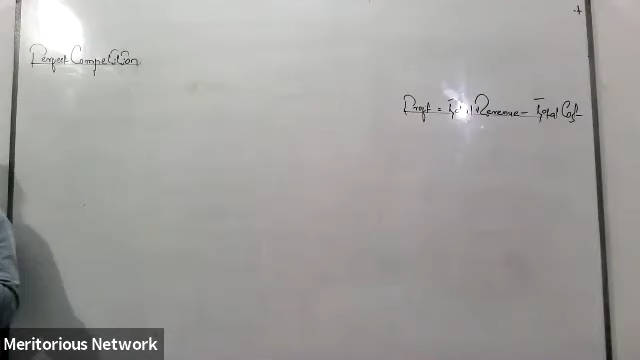 Perfect Competition
Profit = Total Revenue - Total Cost
Meritorious Network